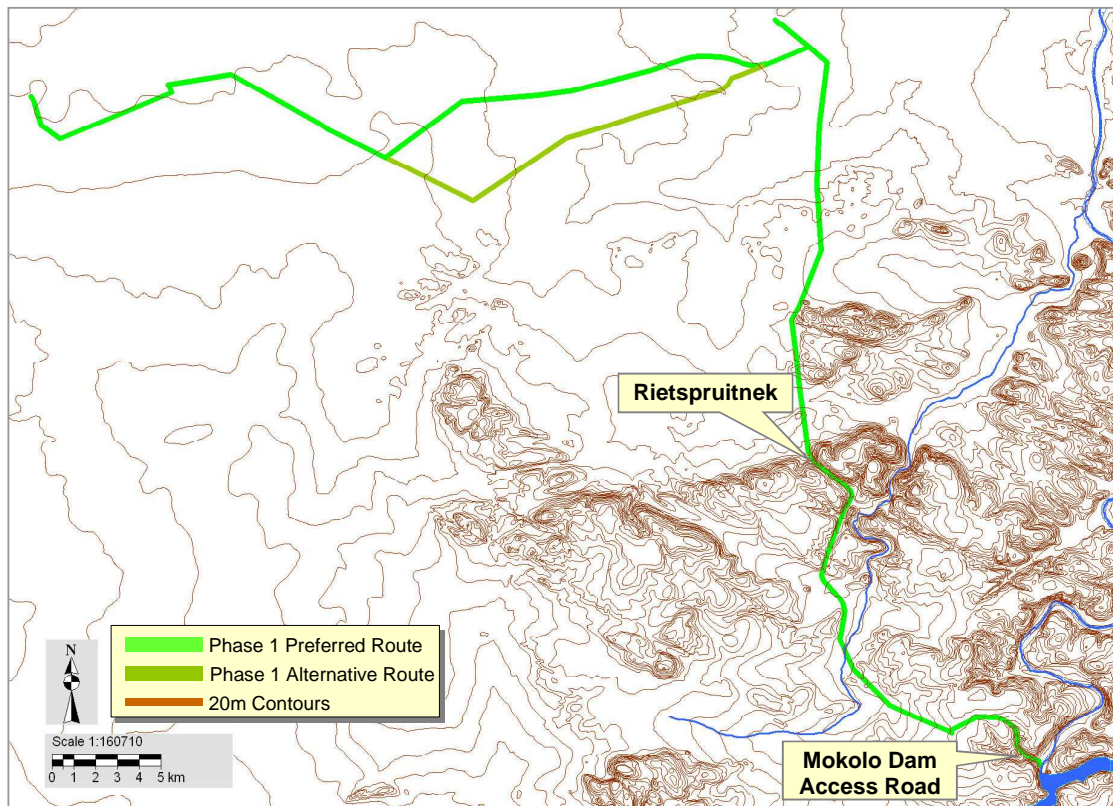 Rietspruitnek
N
Phase 1 Preferred Route
Phase 1 Alternative Route
20m Contours
Scale 1:160710
0 1 2 3 4 5 km
Mokolo Dam
Access Road